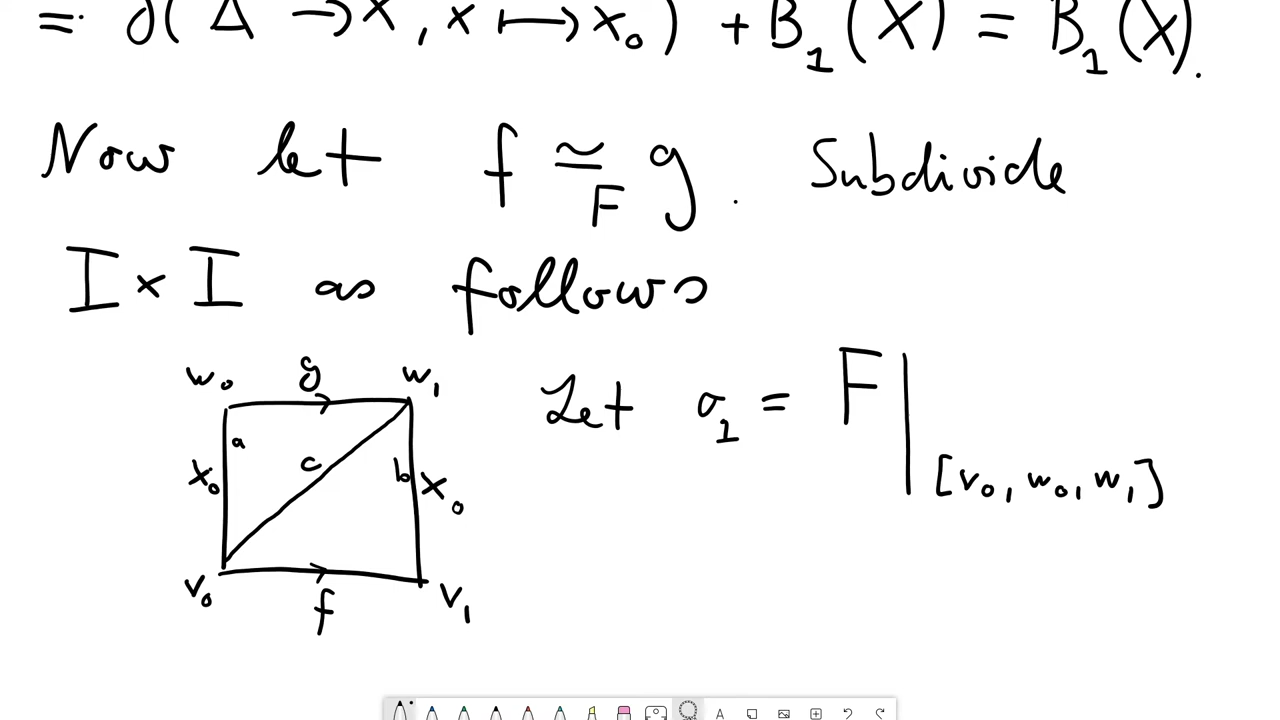 = ∂(Δ → X, x ↦ x₀) + B₁(X) = B₁(X).
Now let f ≃_F g. Subdivide
I × I as follows
w₀ g w₁
a
c
b
x₀ x₀
v₀ f v₁
Let σ₁ = F|_[v₀, w₀, w₁]
A